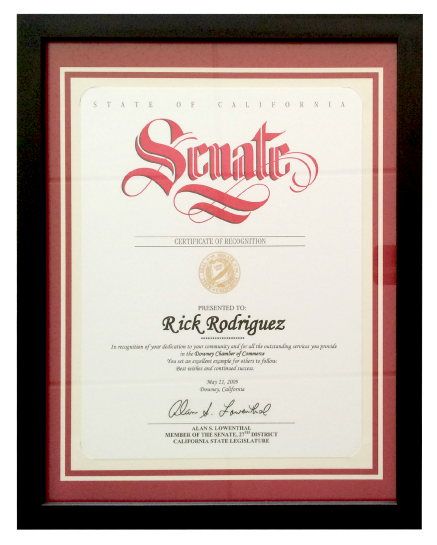 STATE OF CALIFORNIA
Senate
CERTIFICATE OF RECOGNITION
PRESENTED TO:
Rick Rodriguez
In recognition of your dedication to your community and for all the outstanding services you provide
in the Downey Chamber of Commerce
You set an excellent example for others to follow.
Best wishes and continued success.
May 21, 2009
Downey, California
Alan S. Lowenthal
ALAN S. LOWENTHAL
MEMBER OF THE SENATE, 27TH DISTRICT
CALIFORNIA STATE LEGISLATURE